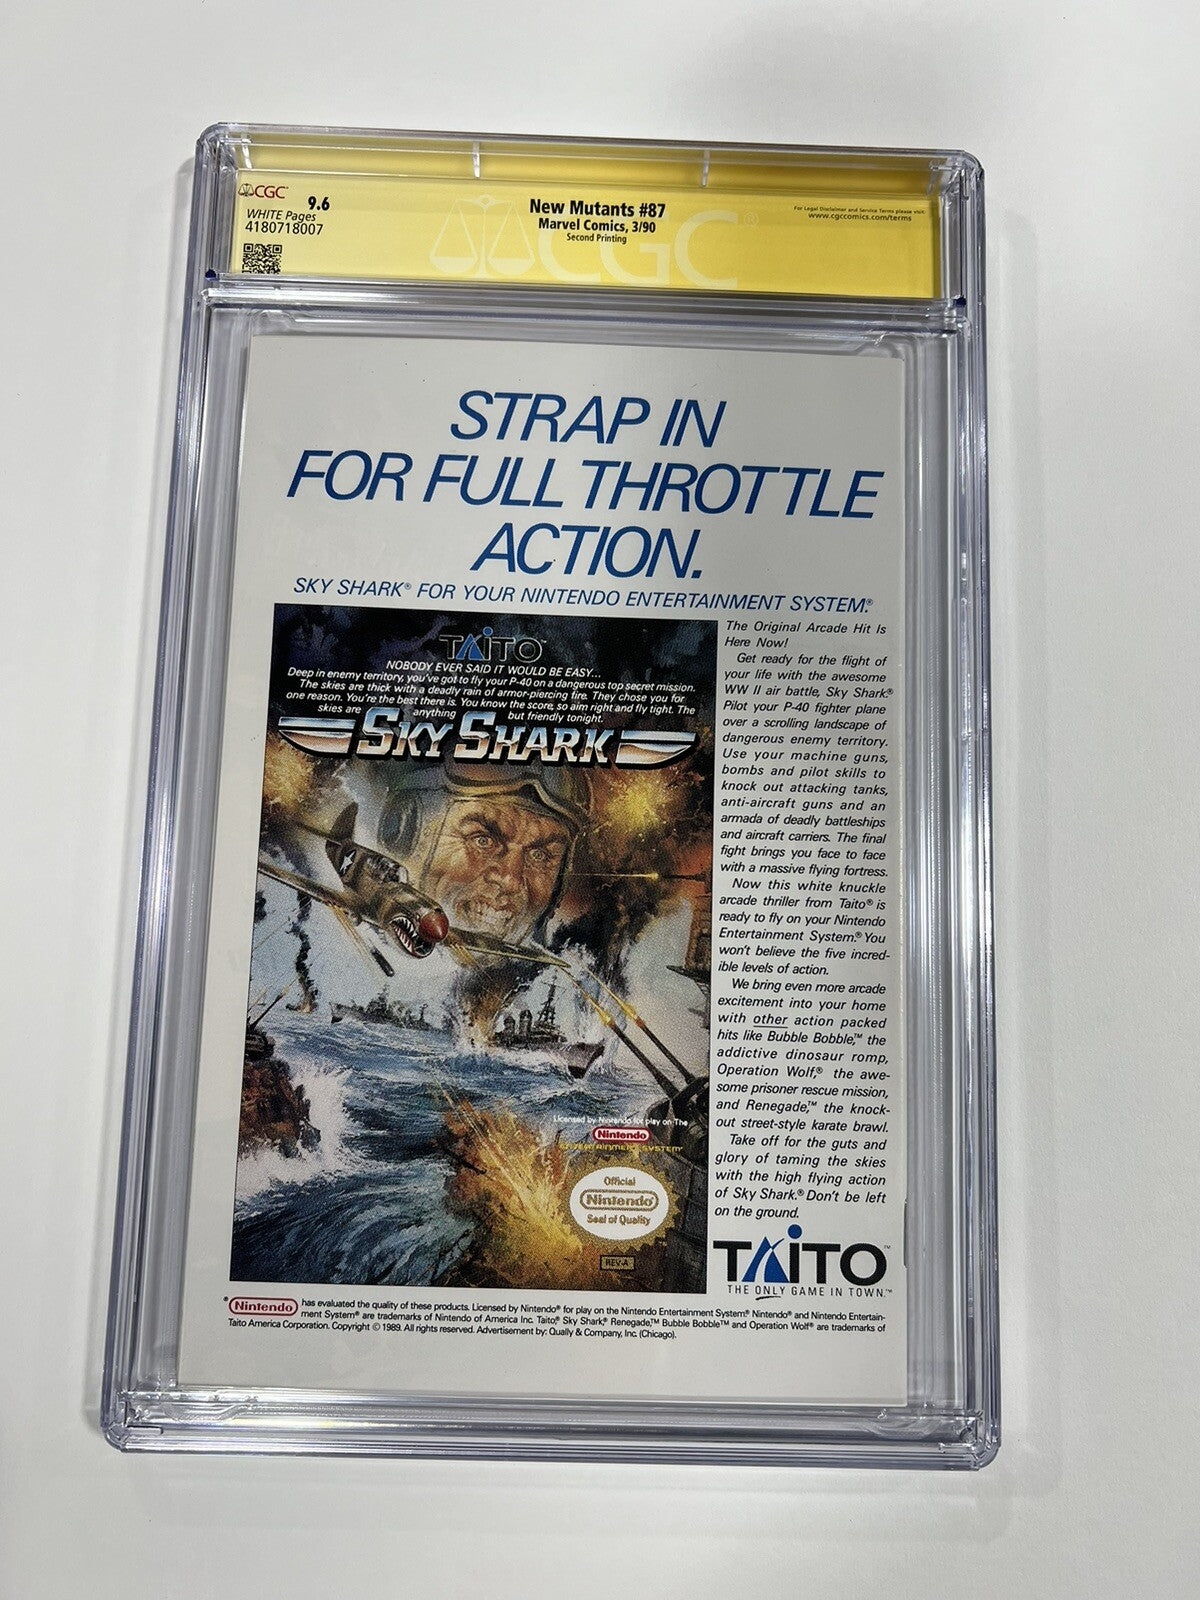 CGC 9.6
WHITE Pages
4180718007
New Mutants #87
Marvel Comics, 3/90
Second Printing
For Legal Disclaimer and Service Terms please visit:
www.cgccomics.com/terms
CGC®
STRAP IN
FOR FULL THROTTLE
ACTION.
SKY SHARK® FOR YOUR NINTENDO ENTERTAINMENT SYSTEM®
TAITO™
NOBODY EVER SAID IT WOULD BE EASY...
Deep in enemy territory, you've got to fly your P-40 on a dangerous top secret mission.
The skies are thick with a deadly rain of armor-piercing fire. They chose you for
one reason. You're the best there is. You know the score, so aim right and fly tight. The
skies are anything but friendly tonight.
SKY SHARK
Licensed by Nintendo for play on The
Nintendo
ENTERTAINMENT SYSTEM
Official
Nintendo®
Seal of Quality
REV-A
The Original Arcade Hit Is
Here Now!
Get ready for the flight of
your life with the awesome
WW II air battle, Sky Shark®
Pilot your P-40 fighter plane
over a scrolling landscape of
dangerous enemy territory.
Use your machine guns,
bombs and pilot skills to
knock out attacking tanks,
anti-aircraft guns and an
armada of deadly battleships
and aircraft carriers. The final
fight brings you face to face
with a massive flying fortress.
Now this white knuckle
arcade thriller from Taito® is
ready to fly on your Nintendo
Entertainment System.® You
won't believe the five incred-
ible levels of action.
We bring even more arcade
excitement into your home
with other action packed
hits like Bubble Bobble,™ the
addictive dinosaur romp,
Operation Wolf,® the awe-
some prisoner rescue mission,
and Renegade,™ the knock-
out street-style karate brawl.
Take off for the guts and
glory of taming the skies
with the high flying action
of Sky Shark.® Don't be left
on the ground.
TAITO™
THE ONLY GAME IN TOWN.™
® Nintendo has evaluated the quality of these products. Licensed by Nintendo® for play on the Nintendo Entertainment System® Nintendo® and Nintendo Entertain-
ment System® are trademarks of Nintendo of America Inc. Taito,® Sky Shark,® Renegade,™ Bubble Bobble™ and Operation Wolf® are trademarks of
Taito America Corporation. Copyright © 1989. All rights reserved. Advertisement by: Qually & Company, Inc. (Chicago).